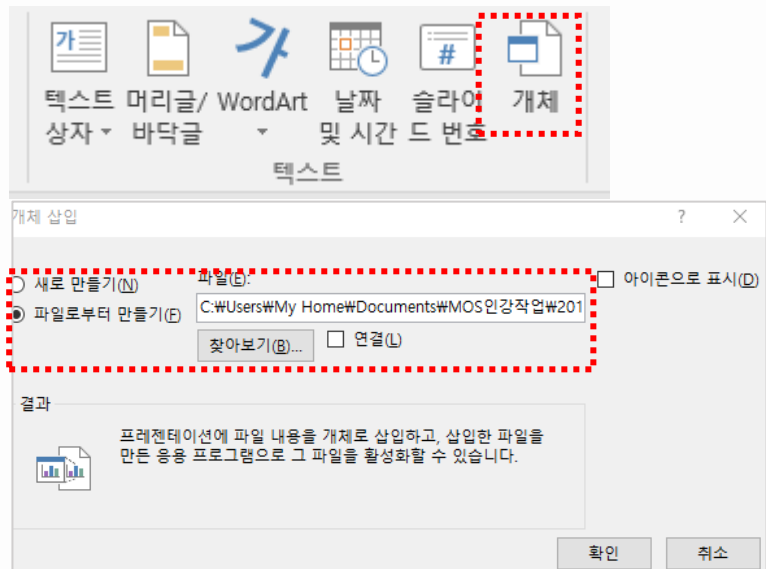 가
가
#
텍스트 머리글/ WordArt 날짜 슬라이 개체
상자 바닥글 및 시간 드 번호
텍스트
개체 삽입 ?
새로 만들기(N) 파일(E): 아이콘으로 표시(D)
파일로부터 만들기(F) C:₩Users₩My Home₩Documents₩MOS인강작업₩201
찾아보기(B)... 연결(L)
결과
프레젠테이션에 파일 내용을 개체로 삽입하고, 삽입한 파일을
만든 응용 프로그램으로 그 파일을 활성화할 수 있습니다.
확인 취소